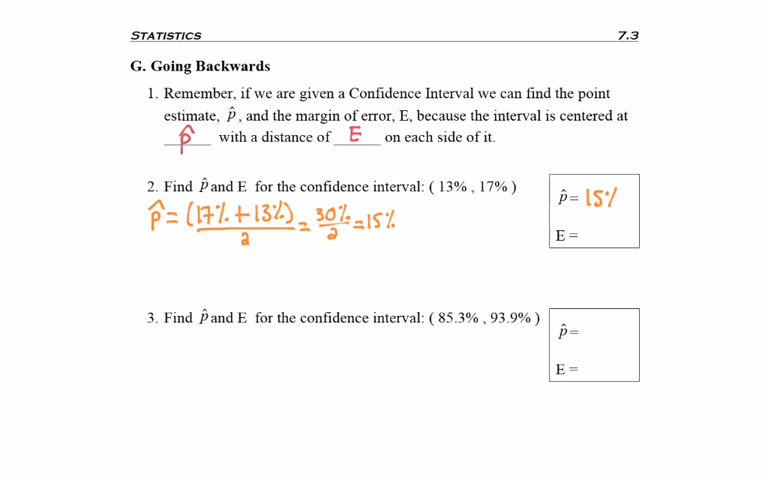 STATISTICS 7.3
G. Going Backwards
1. Remember, if we are given a Confidence Interval we can find the point
estimate, p̂, and the margin of error, E, because the interval is centered at
p̂ with a distance of E on each side of it.
2. Find p̂ and E for the confidence interval: ( 13% , 17% )
p̂ = 15%
p̂ = (17% + 13%) / 2 = 30% / 2 = 15%
E =
3. Find p̂ and E for the confidence interval: ( 85.3% , 93.9% )
p̂ =
E =